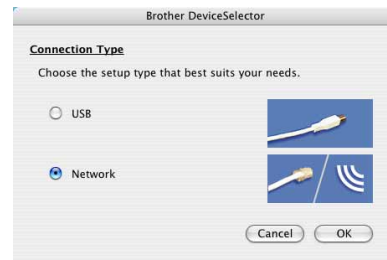 Brother DeviceSelector
Connection Type
Choose the setup type that best suits your needs.
USB
Network
Cancel
OK